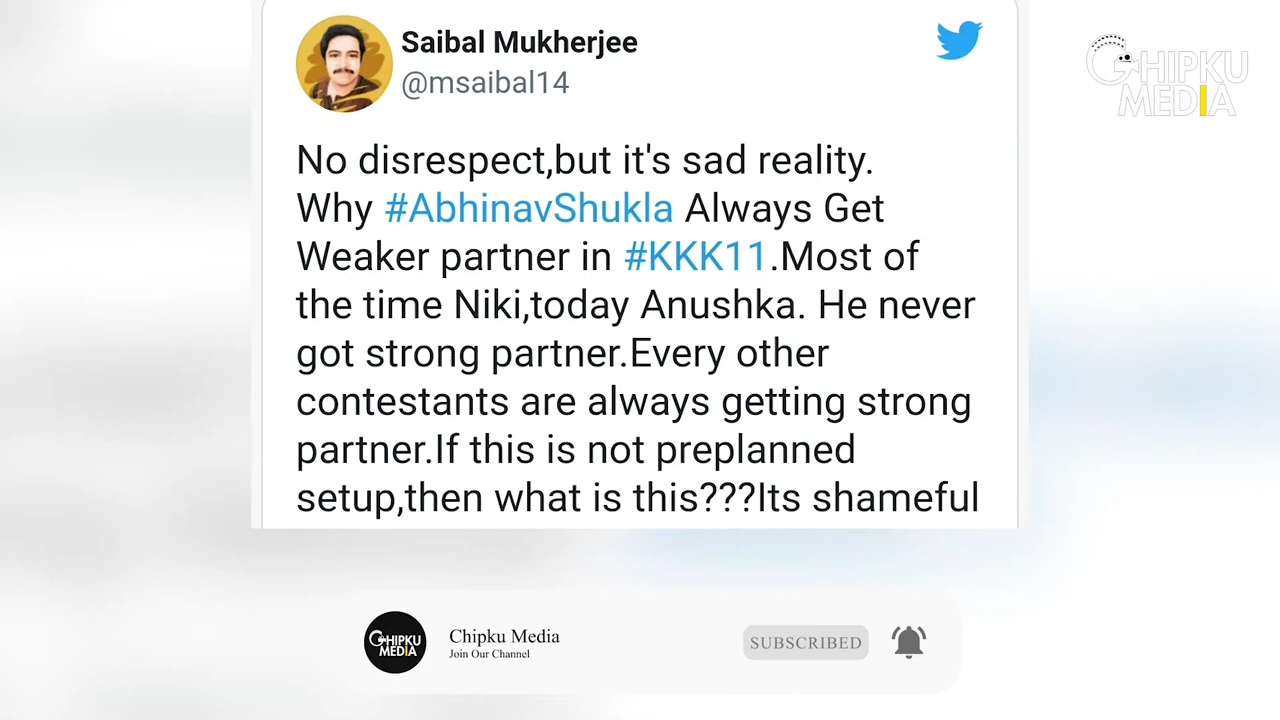 Saibal Mukherjee
@msaibal14
CHIPKU
MEDIA
No disrespect,but it's sad reality.
Why #AbhinavShukla Always Get
Weaker partner in #KKK11.Most of
the time Niki,today Anushka. He never
got strong partner.Every other
contestants are always getting strong
partner.If this is not preplanned
setup,then what is this???Its shameful
CHIPKU
MEDIA
Chipku Media
Join Our Channel
SUBSCRIBED